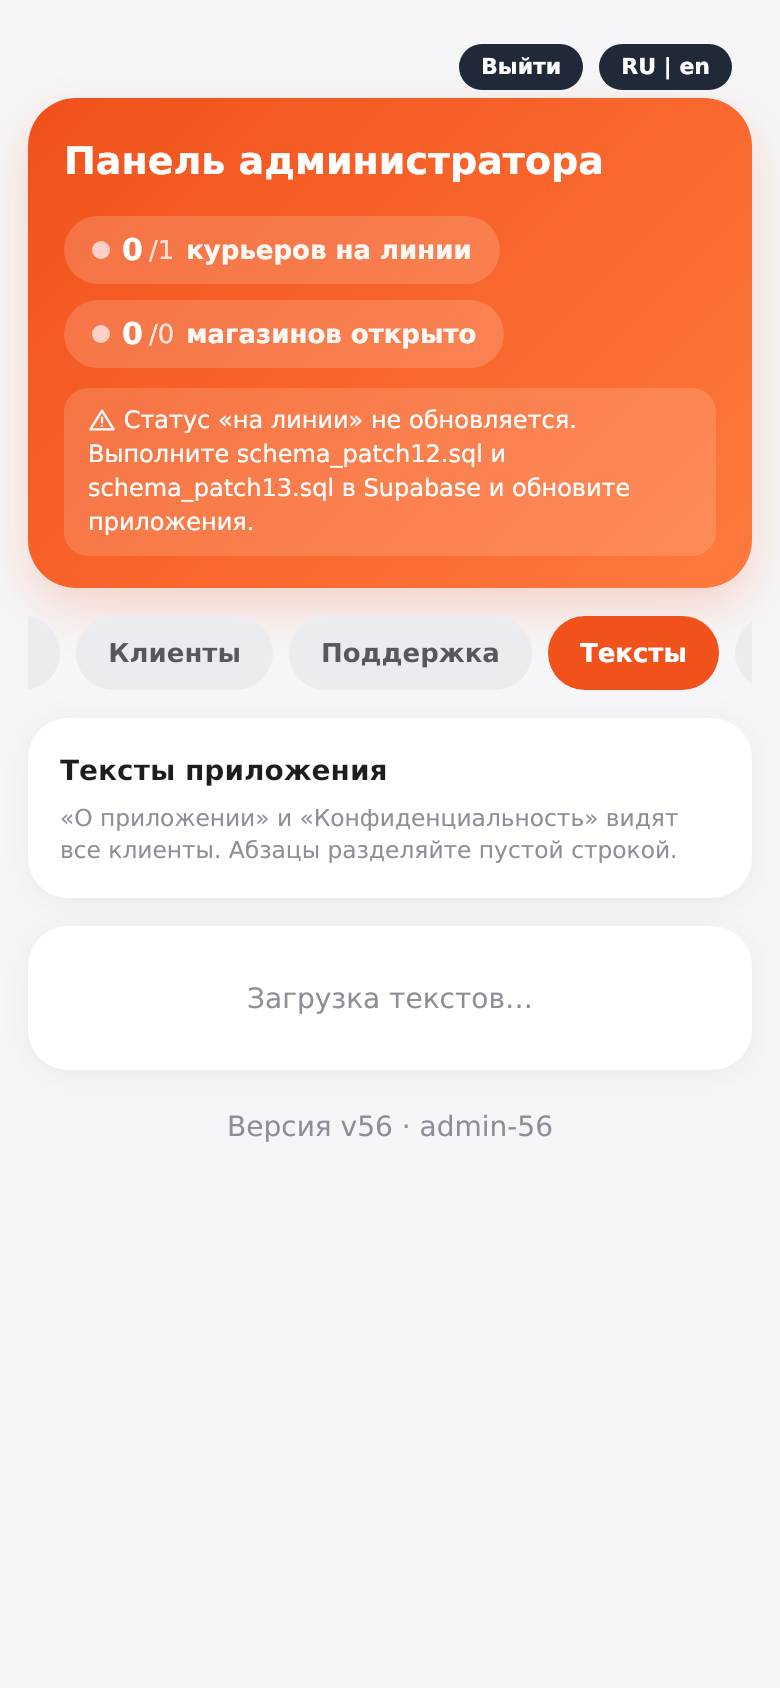 Выйти
RU | en
Панель администратора
0 /1 курьеров на линии
0 /0 магазинов открыто
⚠ Статус «на линии» не обновляется.
Выполните schema_patch12.sql и
schema_patch13.sql в Supabase и обновите
приложения.
Клиенты
Поддержка
Тексты
Тексты приложения
«О приложении» и «Конфиденциальность» видят
все клиенты. Абзацы разделяйте пустой строкой.
Загрузка текстов…
Версия v56 · admin-56